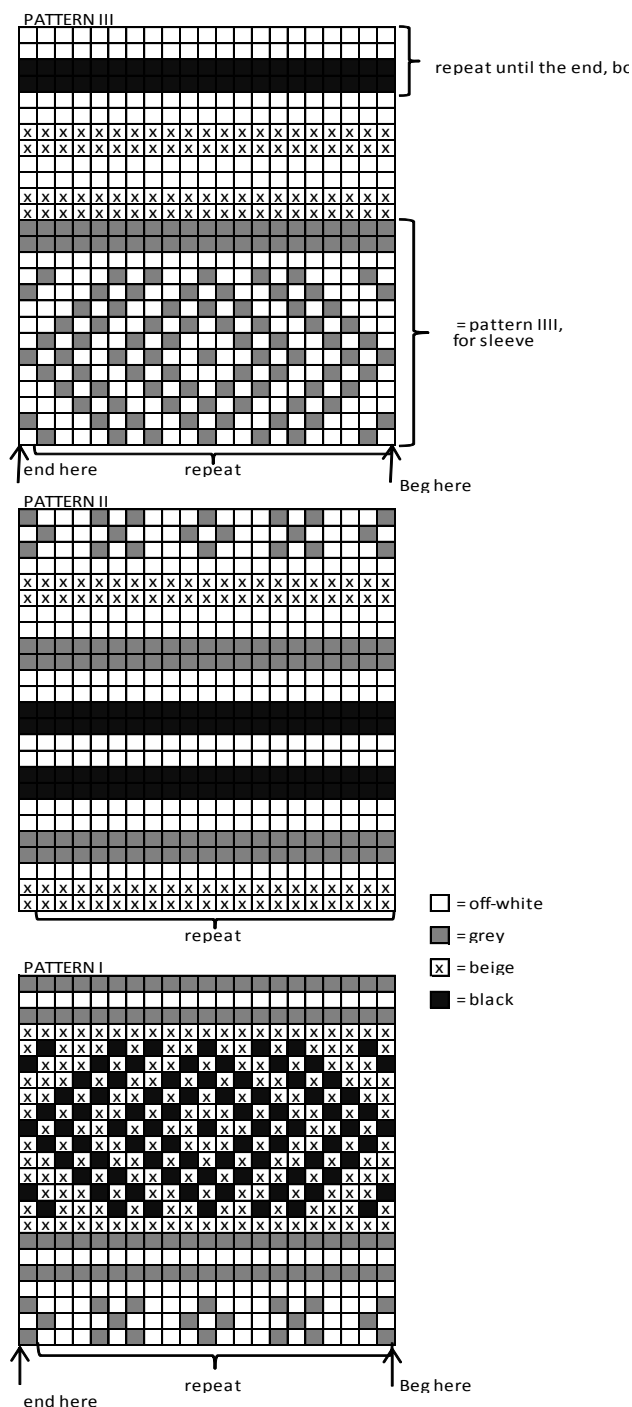 PATTERN III
repeat until the end, bo
= pattern IIII,
for sleeve
end here
repeat
Beg here
PATTERN II
repeat
= off-white
= grey
x = beige
= black
PATTERN I
repeat
end here
Beg here